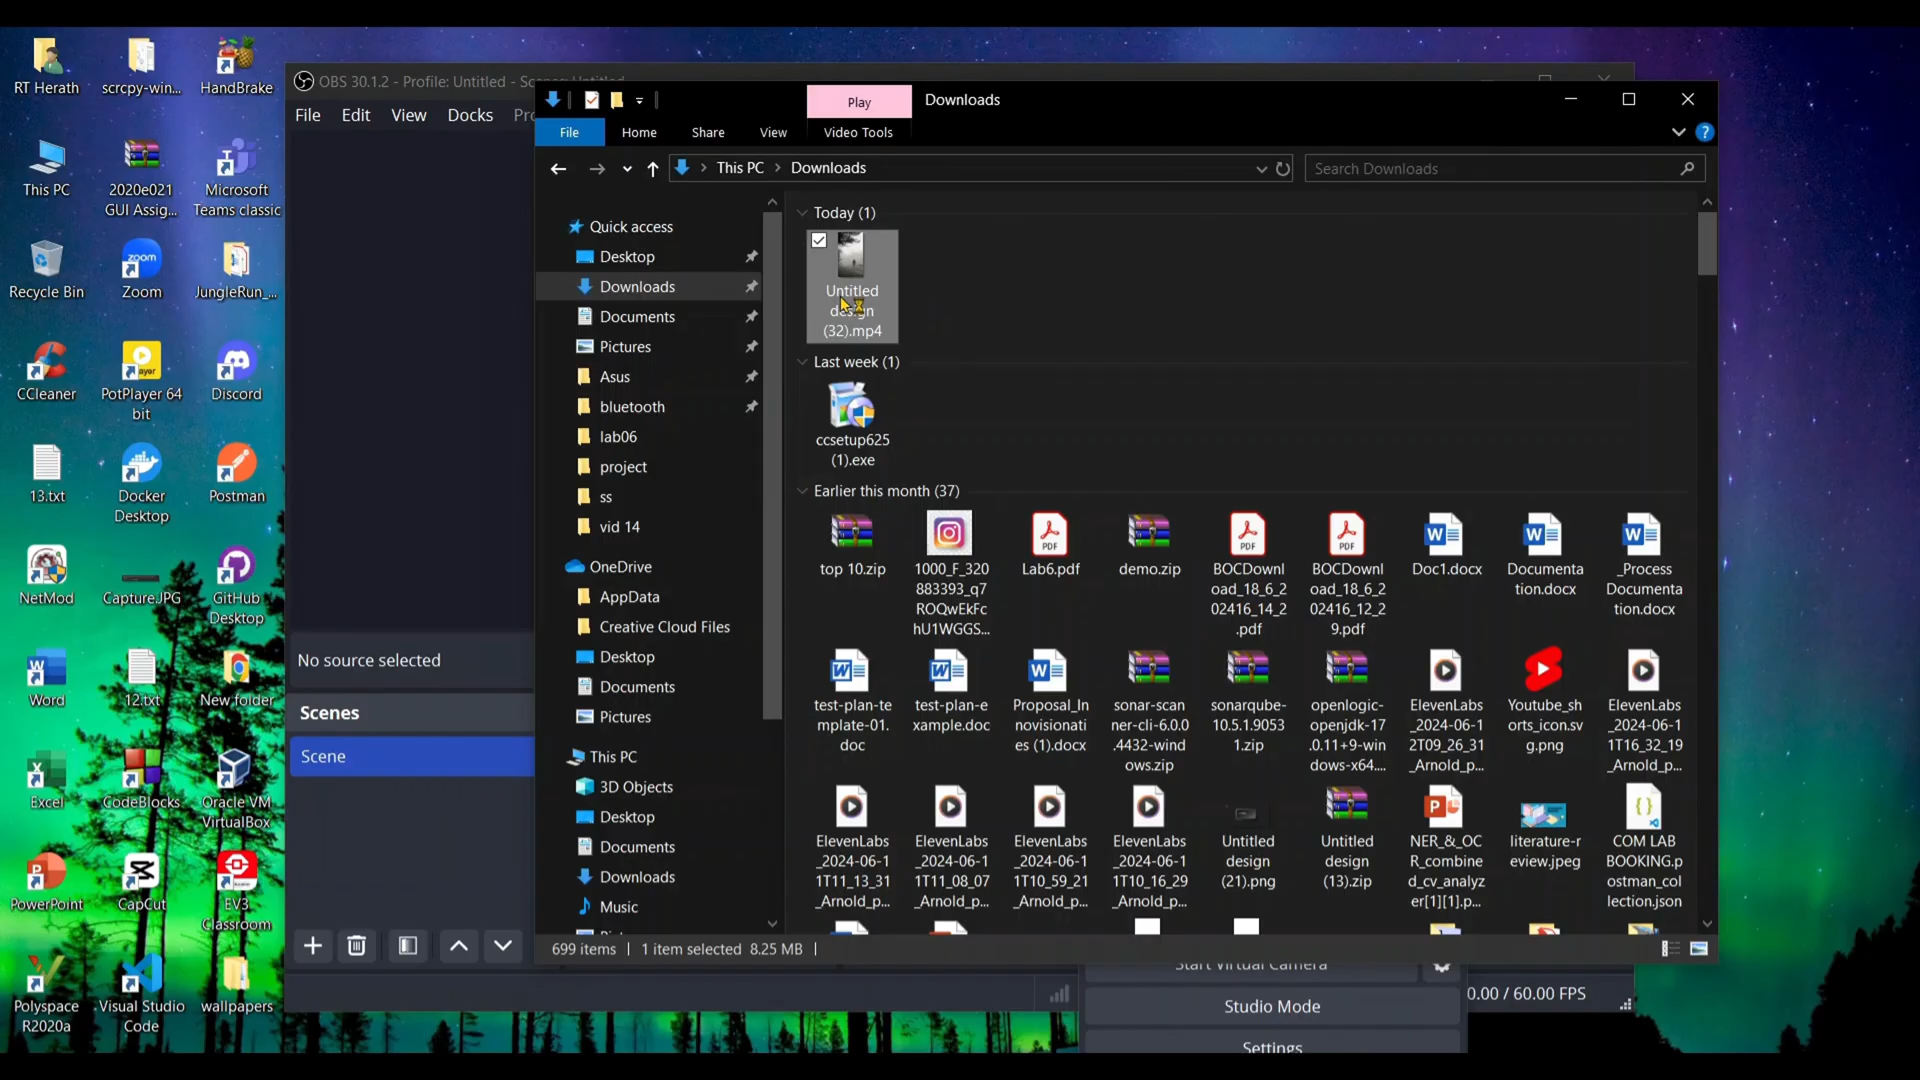 RT Herath
scrcpy-win...
HandBrake
This PC
2020e021
GUI Assig...
Microsoft
Teams classic
Recycle Bin
Zoom
JungleRun_...
CCleaner
PotPlayer 64
bit
Discord
13.txt
Docker
Desktop
Postman
NetMod
Capture.JPG
GitHub
Desktop
Word
12.txt
New folder
Excel
CodeBlocks
Oracle VM
VirtualBox
PowerPoint
CapCut
EV3
Classroom
Polyspace
R2020a
Visual Studio
Code
wallpapers
OBS 30.1.2 - Profile: Untitled - Scenes: Untitled
File
Edit
View
Docks
No source selected
Scenes
Scene
Play
Downloads
File
Home
Share
View
Video Tools
This PC
Downloads
Search Downloads
Quick access
Desktop
Downloads
Documents
Pictures
Asus
bluetooth
lab06
project
ss
vid 14
OneDrive
AppData
Creative Cloud Files
Desktop
Documents
Pictures
This PC
3D Objects
Desktop
Documents
Downloads
Music
Today (1)
Untitled
design
(32).mp4
Last week (1)
ccsetup625
(1).exe
Earlier this month (37)
top 10.zip
1000_F_320
883393_q7
ROQwEkFc
hU1WGGS...
Lab6.pdf
demo.zip
BOCDownl
oad_18_6_2
02416_14_2
.pdf
BOCDownl
oad_18_6_2
02416_12_2
9.pdf
Doc1.docx
Documenta
tion.docx
_Process
Documenta
tion.docx
test-plan-te
mplate-01.
doc
test-plan-e
xample.doc
Proposal_In
novisionati
es (1).docx
sonar-scan
ner-cli-6.0.0
.4432-wind
ows.zip
sonarqube-
10.5.1.9053
1.zip
openlogic-
openjdk-17
.0.11+9-win
dows-x64....
ElevenLabs
_2024-06-1
2T09_26_31
_Arnold_p...
Youtube_sh
orts_icon.sv
g.png
ElevenLabs
_2024-06-1
1T16_32_19
_Arnold_p...
ElevenLabs
_2024-06-1
1T11_13_31
_Arnold_p...
ElevenLabs
_2024-06-1
1T11_08_07
_Arnold_p...
ElevenLabs
_2024-06-1
1T10_59_21
_Arnold_p...
ElevenLabs
_2024-06-1
1T10_16_29
_Arnold_p...
Untitled
design
(21).png
Untitled
design
(13).zip
NER_&_OC
R_combine
d_cv_analyz
er[1][1].p...
literature-r
eview.jpeg
COM LAB
BOOKING.p
ostman_col
lection.json
699 items
1 item selected 8.25 MB
Start Virtual Camera
Studio Mode
Settings
0.00 / 60.00 FPS